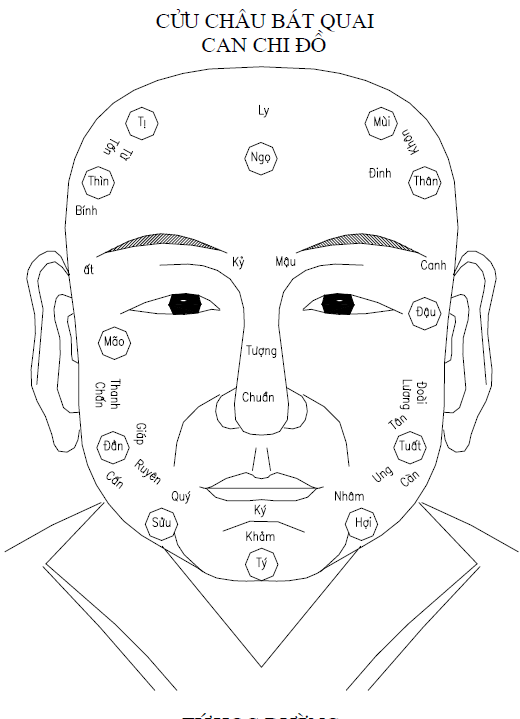 CỬU CHÂU BÁT QUAI
CAN CHI ĐỒ
Ly
Tị
Mùi
Tốn
Từ
Khôn
Ngọ
Thìn
Đinh
Thân
Bính
ất
Kỷ
Mậu
Canh
Đậu
Mão
Tượng
Thanh
Chấn
Đoài
Lương
Chuẩn
Tân
Giáp
Dần
Tuất
Ruyện
Cấn
Ung
Càn
Quý
Nhâm
Ký
Sửu
Hợi
Khảm
Tý